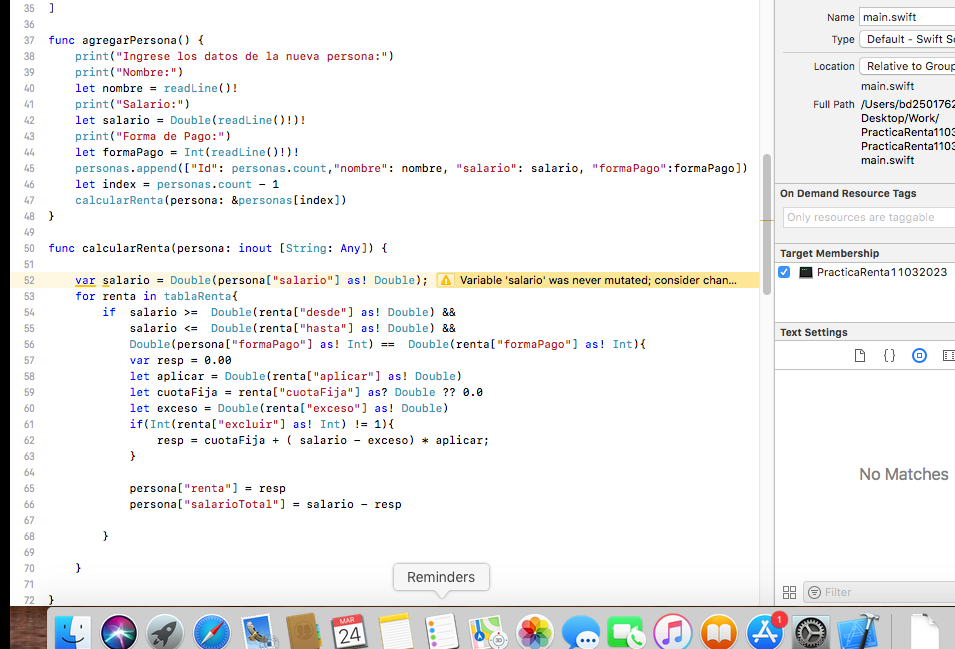 35 ]
36
37 func agregarPersona() {
38 print("Ingrese los datos de la nueva persona:")
39 print("Nombre:")
40 let nombre = readLine()!
41 print("Salario:")
42 let salario = Double(readLine()!)!
43 print("Forma de Pago:")
44 let formaPago = Int(readLine()!)!
45 personas.append(["Id": personas.count,"nombre": nombre, "salario": salario, "formaPago":formaPago])
46 let index = personas.count - 1
47 calcularRenta(persona: &personas[index])
48 }
49
50 func calcularRenta(persona: inout [String: Any]) {
51
52 var salario = Double(persona["salario"] as! Double); Variable 'salario' was never mutated; consider chan...
53 for renta in tablaRenta{
54 if salario >= Double(renta["desde"] as! Double) &&
55 salario <= Double(renta["hasta"] as! Double) &&
56 Double(persona["formaPago"] as! Int) == Double(renta["formaPago"] as! Int){
57 var resp = 0.00
58 let aplicar = Double(renta["aplicar"] as! Double)
59 let cuotaFija = renta["cuotaFija"] as? Double ?? 0.0
60 let exceso = Double(renta["exceso"] as! Double)
61 if(Int(renta["excluir"] as! Int) != 1){
62 resp = cuotaFija + ( salario - exceso) * aplicar;
63 }
64
65 persona["renta"] = resp
66 persona["salarioTotal"] = salario - resp
67
68 }
69
70 }
71
72 }
Name main.swift
Type Default - Swift So
Location Relative to Group
main.swift
Full Path /Users/bd2501762
Desktop/Work/
PracticaRenta1103
PracticaRenta1103
main.swift
On Demand Resource Tags
Only resources are taggable
Target Membership
PracticaRenta11032023
Text Settings
{}
No Matches
Filter
Reminders
MAR
24
1